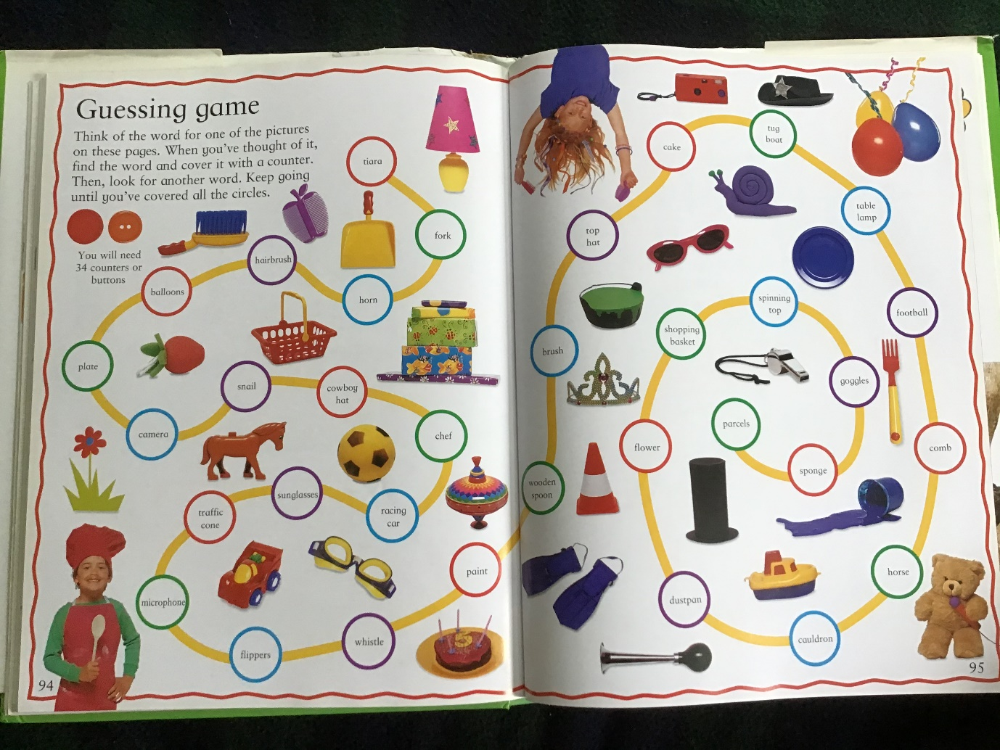 Guessing game
Think of the word for one of the pictures
on these pages. When you've thought of it,
find the word and cover it with a counter.
Then, look for another word. Keep going
until you've covered all the circles.
You will need
34 counters or
buttons
tiara
fork
horn
hairbrush
balloons
plate
camera
snail
cowboy
hat
chef
racing
car
sunglasses
traffic
cone
microphone
flippers
whistle
paint
5
94
wooden
spoon
brush
top
hat
cake
tug
boat
table
lamp
football
comb
horse
cauldron
dustpan
flower
shopping
basket
spinning
top
goggles
sponge
parcels
95